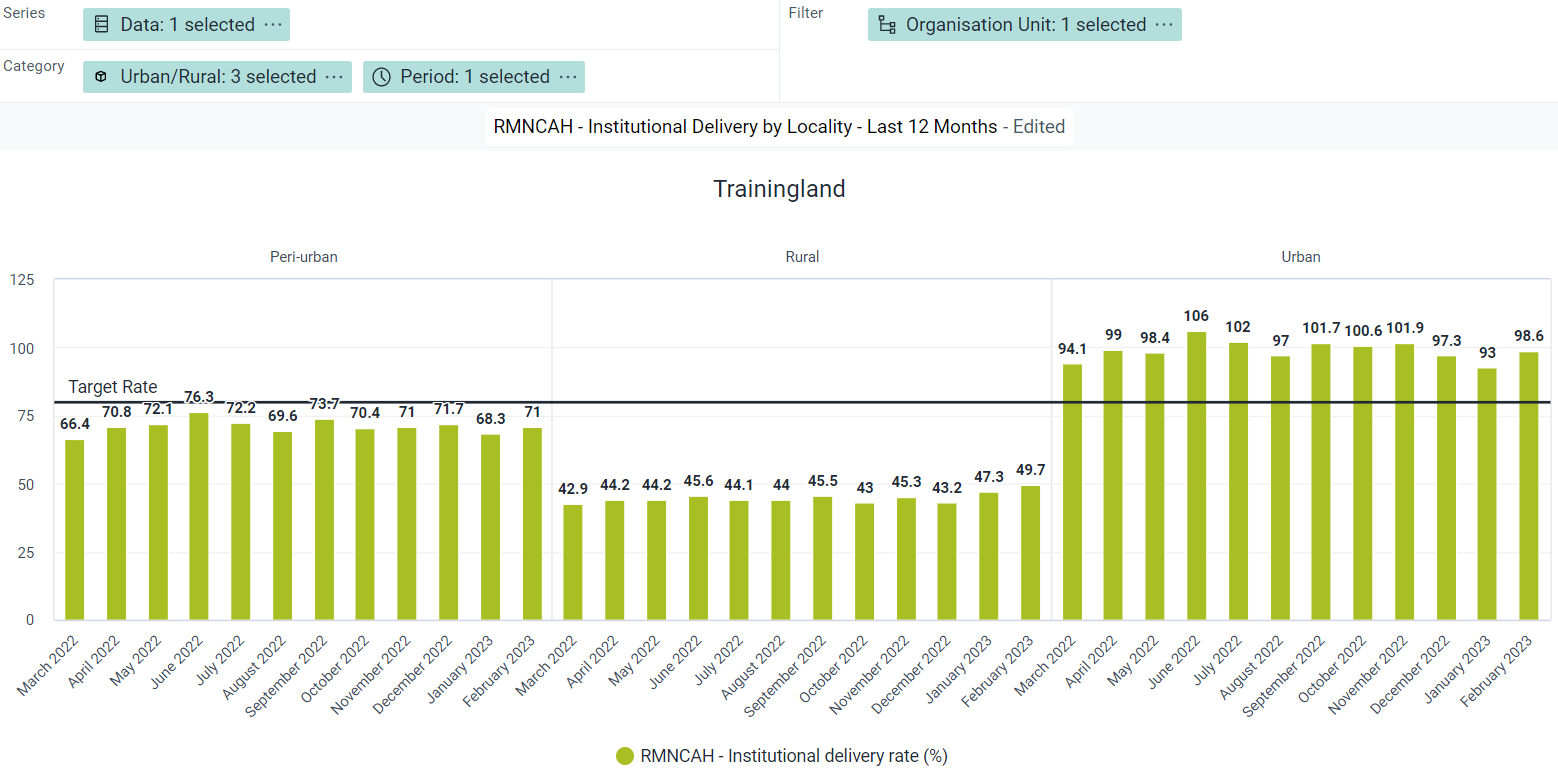 Series
Data: 1 selected ···
Filter
Organisation Unit: 1 selected ···
Category
Urban/Rural: 3 selected ···
Period: 1 selected ···
RMNCAH - Institutional Delivery by Locality - Last 12 Months - Edited
Trainingland
Peri-urban Rural Urban
125
100
75
50
25
0
Target Rate
66.4 70.8 72.1 76.3 72.2 69.6 73.7 70.4 71 71.7 68.3 71
42.9 44.2 44.2 45.6 44.1 44 45.5 43 45.3 43.2 47.3 49.7
94.1 99 98.4 106 102 97 101.7 100.6 101.9 97.3 93 98.6
March 2022 April 2022 May 2022 June 2022 July 2022 August 2022 September 2022 October 2022 November 2022 December 2022 January 2023 February 2023
March 2022 April 2022 May 2022 June 2022 July 2022 August 2022 September 2022 October 2022 November 2022 December 2022 January 2023 February 2023
March 2022 April 2022 May 2022 June 2022 July 2022 August 2022 September 2022 October 2022 November 2022 December 2022 January 2023 February 2023
RMNCAH - Institutional delivery rate (%)